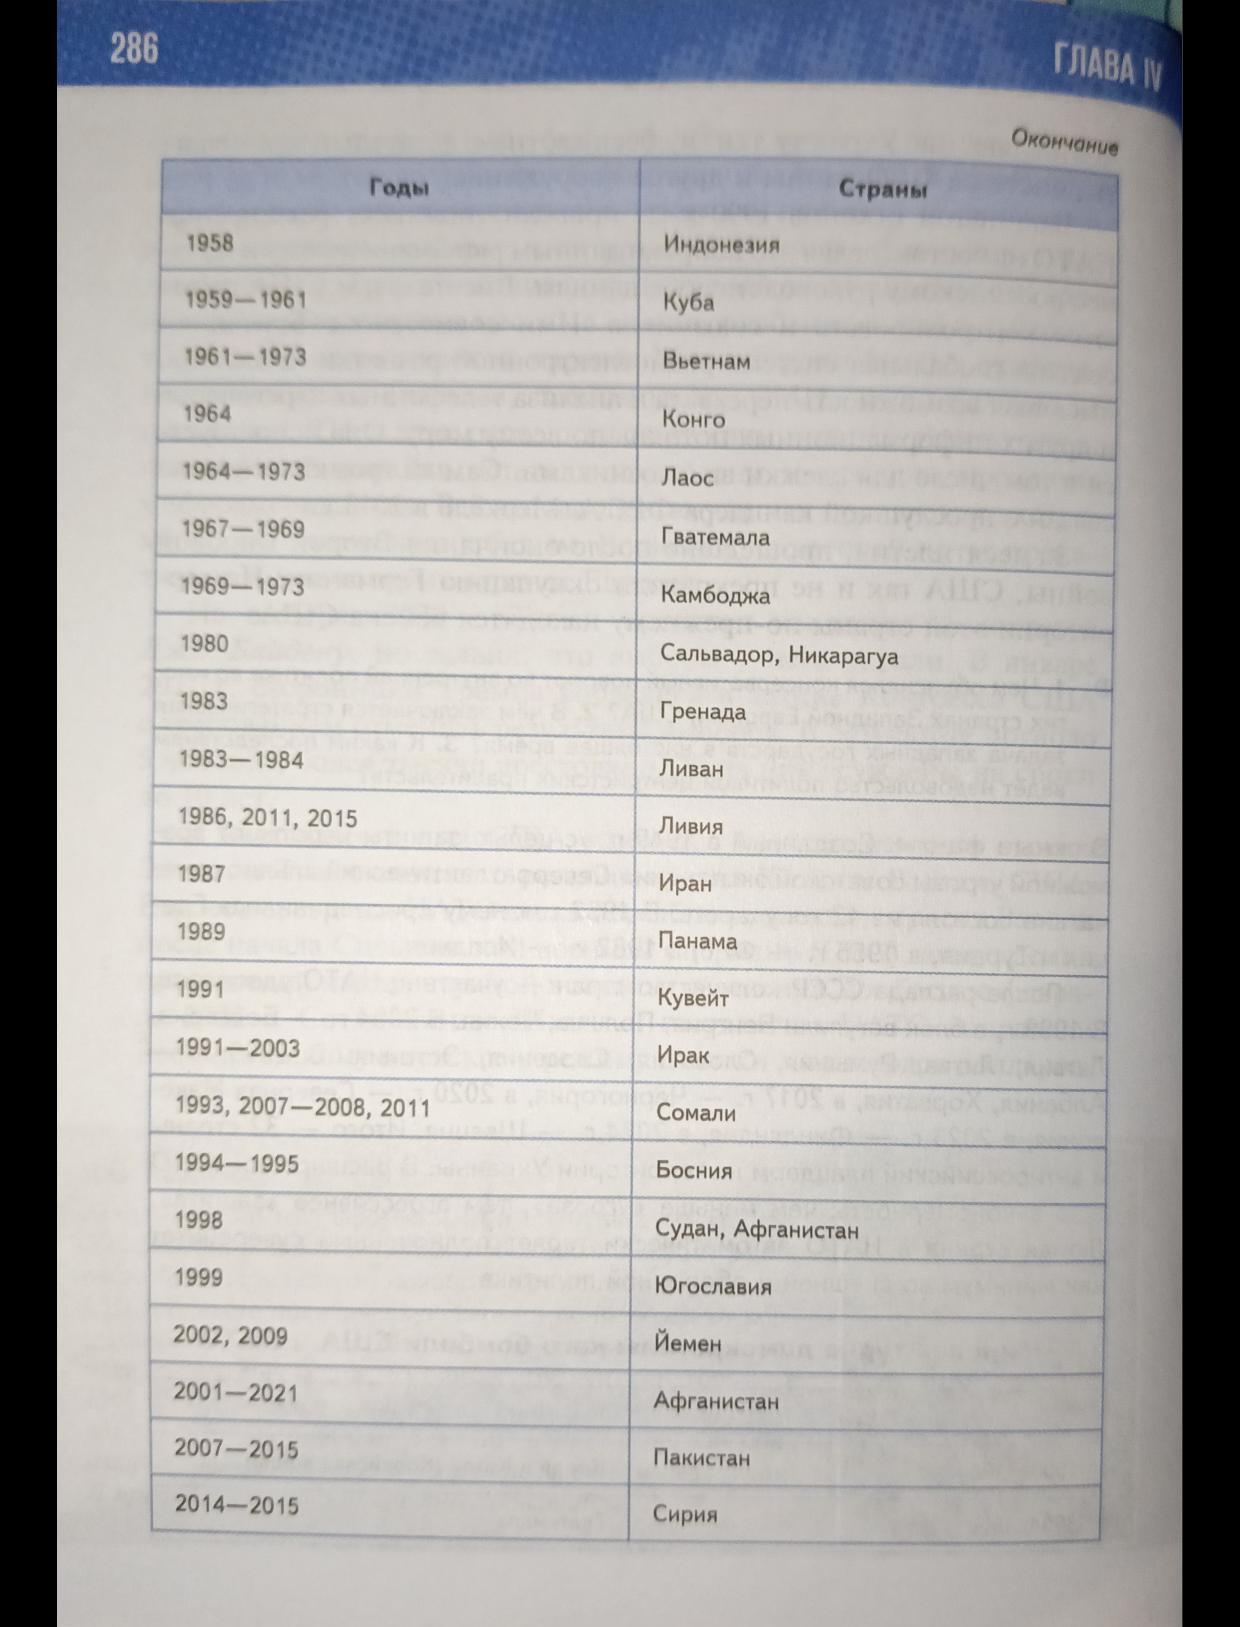 286
ГЛАВА IV
Окончание
Годы Страны
1958 Индонезия
1959—1961 Куба
1961—1973 Вьетнам
1964 Конго
1964—1973 Лаос
1967—1969 Гватемала
1969—1973 Камбоджа
1980 Сальвадор, Никарагуа
1983 Гренада
1983—1984 Ливан
1986, 2011, 2015 Ливия
1987 Иран
1989 Панама
1991 Кувейт
1991—2003 Ирак
1993, 2007—2008, 2011 Сомали
1994—1995 Босния
1998 Судан, Афганистан
1999 Югославия
2002, 2009 Йемен
2001—2021 Афганистан
2007—2015 Пакистан
2014—2015 Сирия